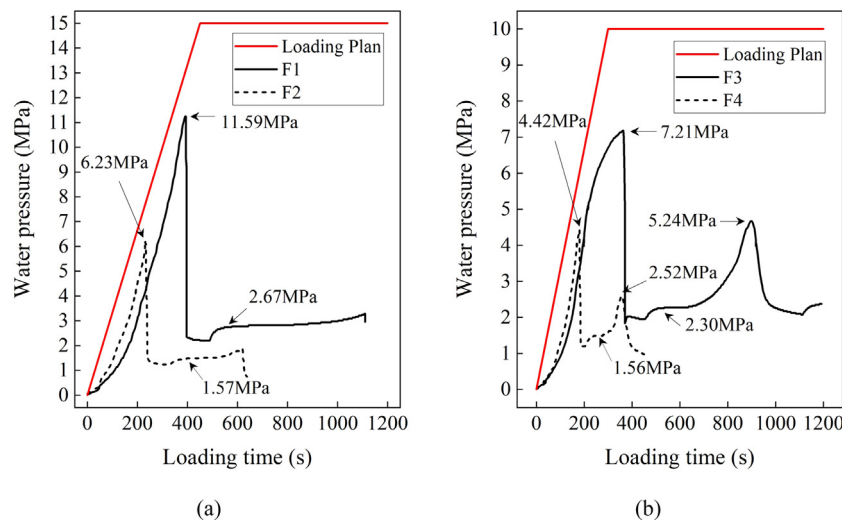 15
14
13
12
11
10
9
8
7
6
5
4
3
2
1
0
Water pressure (MPa)
Loading Plan
F1
F2
11.59MPa
6.23MPa
2.67MPa
1.57MPa
0 200 400 600 800 1000 1200
Loading time (s)
(a)
10
9
8
7
6
5
4
3
2
1
0
Water pressure (MPa)
Loading Plan
F3
F4
4.42MPa
7.21MPa
5.24MPa
2.52MPa
2.30MPa
1.56MPa
0 200 400 600 800 1000 1200
Loading time (s)
(b)